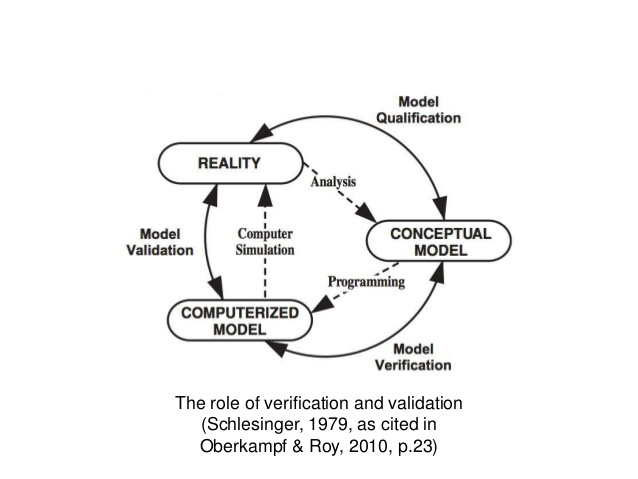 Model
Qualification
REALITY
Analysis
Model
Validation
Computer
Simulation
CONCEPTUAL
MODEL
Programming
COMPUTERIZED
MODEL
Model
Verification
The role of verification and validation
(Schlesinger, 1979, as cited in
Oberkampf & Roy, 2010, p.23)